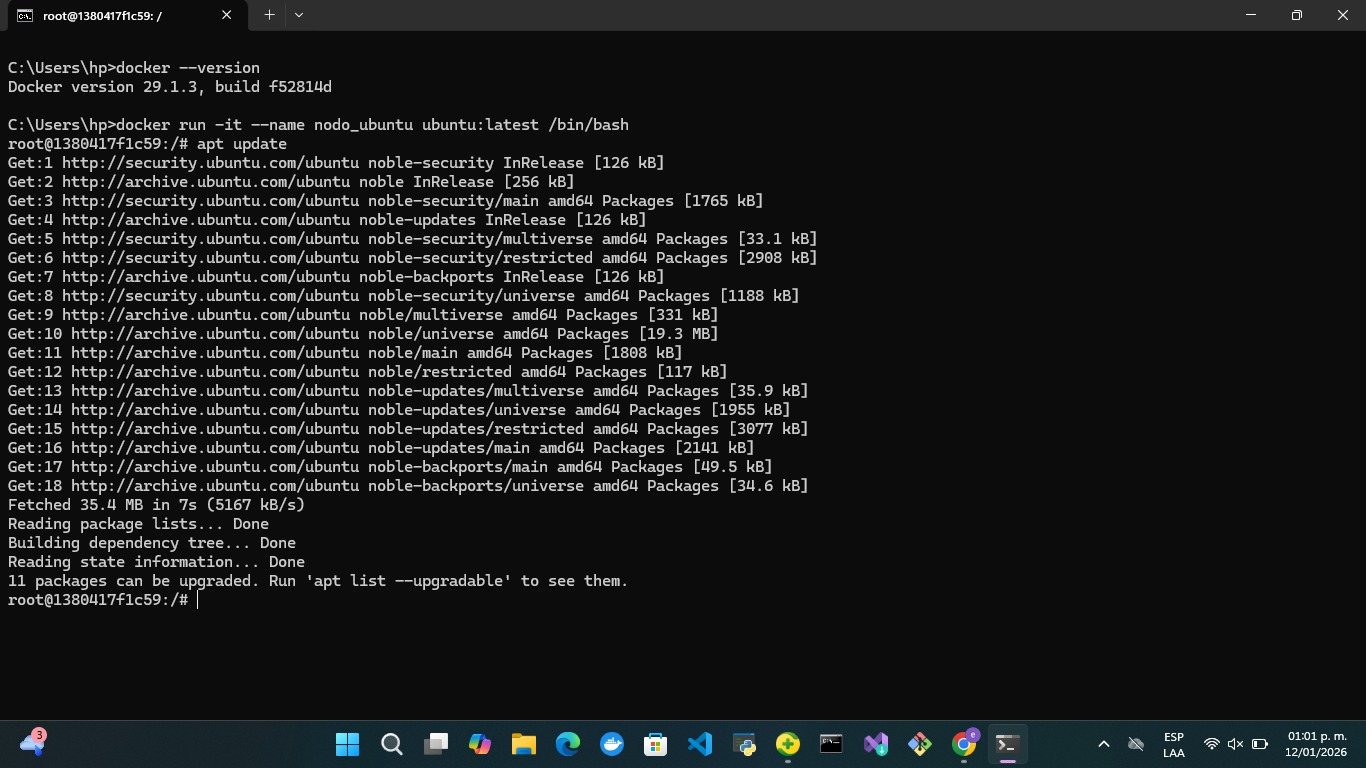 root@1380417f1c59: /
C:\Users\hp>docker --version
Docker version 29.1.3, build f52814d
C:\Users\hp>docker run -it --name nodo_ubuntu ubuntu:latest /bin/bash
root@1380417f1c59:/# apt update
Get:1 http://security.ubuntu.com/ubuntu noble-security InRelease [126 kB]
Get:2 http://archive.ubuntu.com/ubuntu noble InRelease [256 kB]
Get:3 http://security.ubuntu.com/ubuntu noble-security/main amd64 Packages [1765 kB]
Get:4 http://archive.ubuntu.com/ubuntu noble-updates InRelease [126 kB]
Get:5 http://security.ubuntu.com/ubuntu noble-security/multiverse amd64 Packages [33.1 kB]
Get:6 http://security.ubuntu.com/ubuntu noble-security/restricted amd64 Packages [2908 kB]
Get:7 http://archive.ubuntu.com/ubuntu noble-backports InRelease [126 kB]
Get:8 http://security.ubuntu.com/ubuntu noble-security/universe amd64 Packages [1188 kB]
Get:9 http://archive.ubuntu.com/ubuntu noble/multiverse amd64 Packages [331 kB]
Get:10 http://archive.ubuntu.com/ubuntu noble/universe amd64 Packages [19.3 MB]
Get:11 http://archive.ubuntu.com/ubuntu noble/main amd64 Packages [1808 kB]
Get:12 http://archive.ubuntu.com/ubuntu noble/restricted amd64 Packages [117 kB]
Get:13 http://archive.ubuntu.com/ubuntu noble-updates/multiverse amd64 Packages [35.9 kB]
Get:14 http://archive.ubuntu.com/ubuntu noble-updates/universe amd64 Packages [1955 kB]
Get:15 http://archive.ubuntu.com/ubuntu noble-updates/restricted amd64 Packages [3077 kB]
Get:16 http://archive.ubuntu.com/ubuntu noble-updates/main amd64 Packages [2141 kB]
Get:17 http://archive.ubuntu.com/ubuntu noble-backports/main amd64 Packages [49.5 kB]
Get:18 http://archive.ubuntu.com/ubuntu noble-backports/universe amd64 Packages [34.6 kB]
Fetched 35.4 MB in 7s (5167 kB/s)
Reading package lists... Done
Building dependency tree... Done
Reading state information... Done
11 packages can be upgraded. Run 'apt list --upgradable' to see them.
root@1380417f1c59:/#
3
e
ESP
LAA
01:01 p. m.
12/01/2026